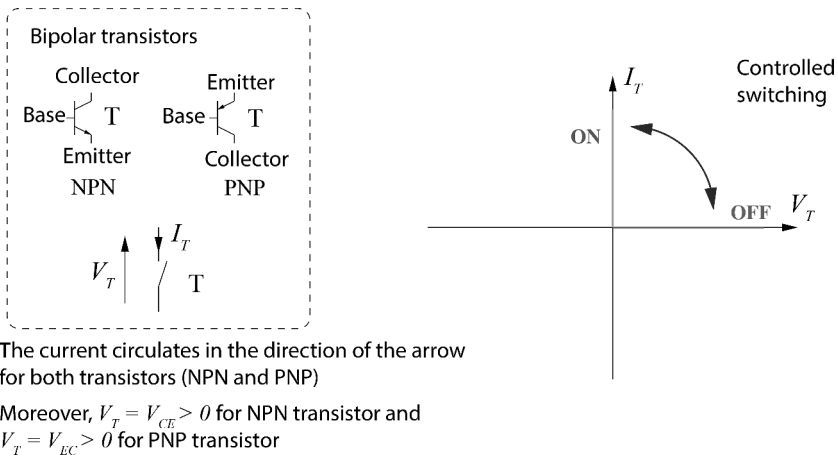 Bipolar transistors
Collector
Base
T
Emitter
NPN
Emitter
Base
T
Collector
PNP
V_T
I_T
T
I_T
Controlled
switching
ON
OFF
V_T
The current circulates in the direction of the arrow
for both transistors (NPN and PNP)
Moreover, V_T = V_CE > 0 for NPN transistor and
V_T = V_EC > 0 for PNP transistor